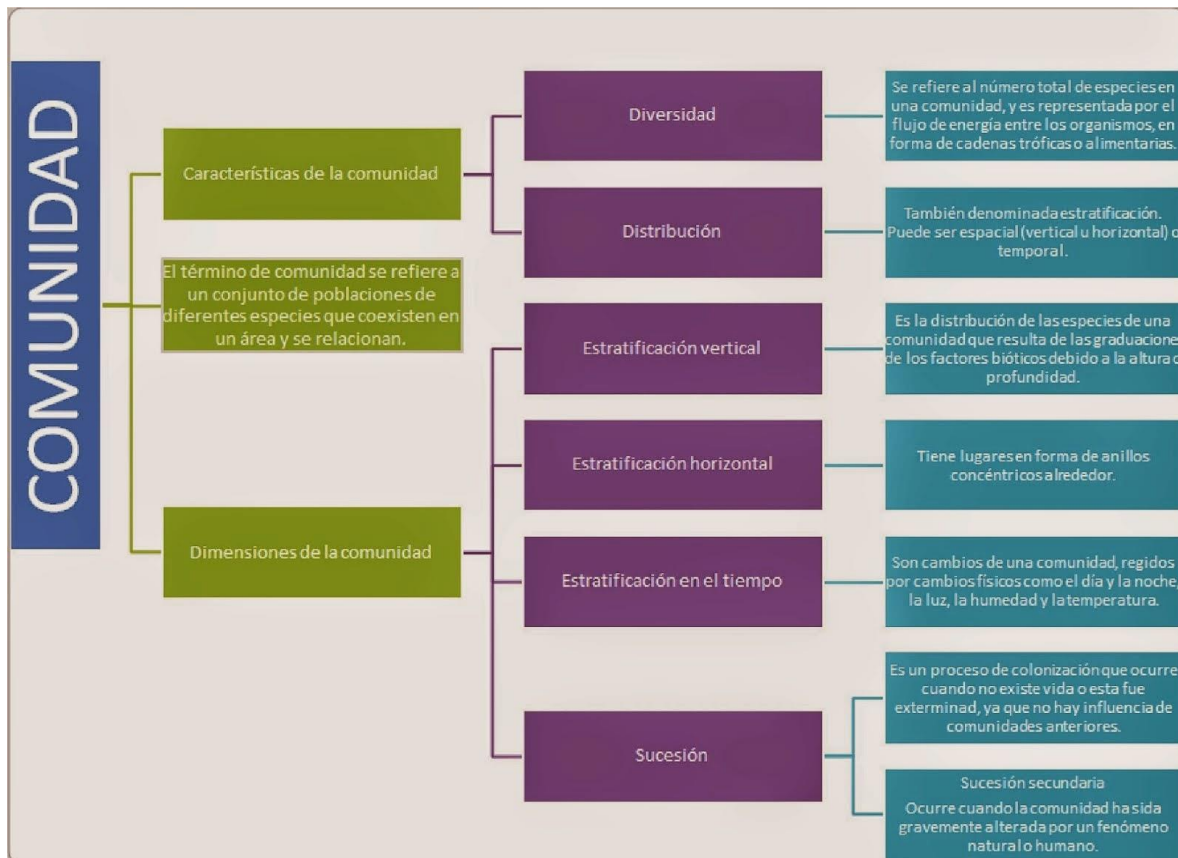 COMUNIDAD
Características de la comunidad
Diversidad
Se refiere al número total de especies en
una comunidad, y es representada por el
flujo de energía entre los organismos, en
forma de cadenas tróficas o alimentarias.
Distribución
También denominada estratificación.
Puede ser espacial (vertical u horizontal) o
temporal.
El término de comunidad se refiere a
un conjunto de poblaciones de
diferentes especies que coexisten en
un área y se relacionan.
Dimensiones de la comunidad
Estratificación vertical
Es la distribución de las especies de una
comunidad que resulta de las graduaciones
de los factores bióticos debido a la altura o
profundidad.
Estratificación horizontal
Tiene lugares en forma de anillos
concéntricos alrededor.
Estratificación en el tiempo
Son cambios de una comunidad, regidos
por cambios físicos como el día y la noche,
la luz, la humedad y la temperatura.
Sucesión
Es un proceso de colonización que ocurre
cuando no existe vida o esta fue
exterminad, ya que no hay influencia de
comunidades anteriores.
Sucesión secundaria
Ocurre cuando la comunidad ha sida
gravemente alterada por un fenómeno
natural o humano.